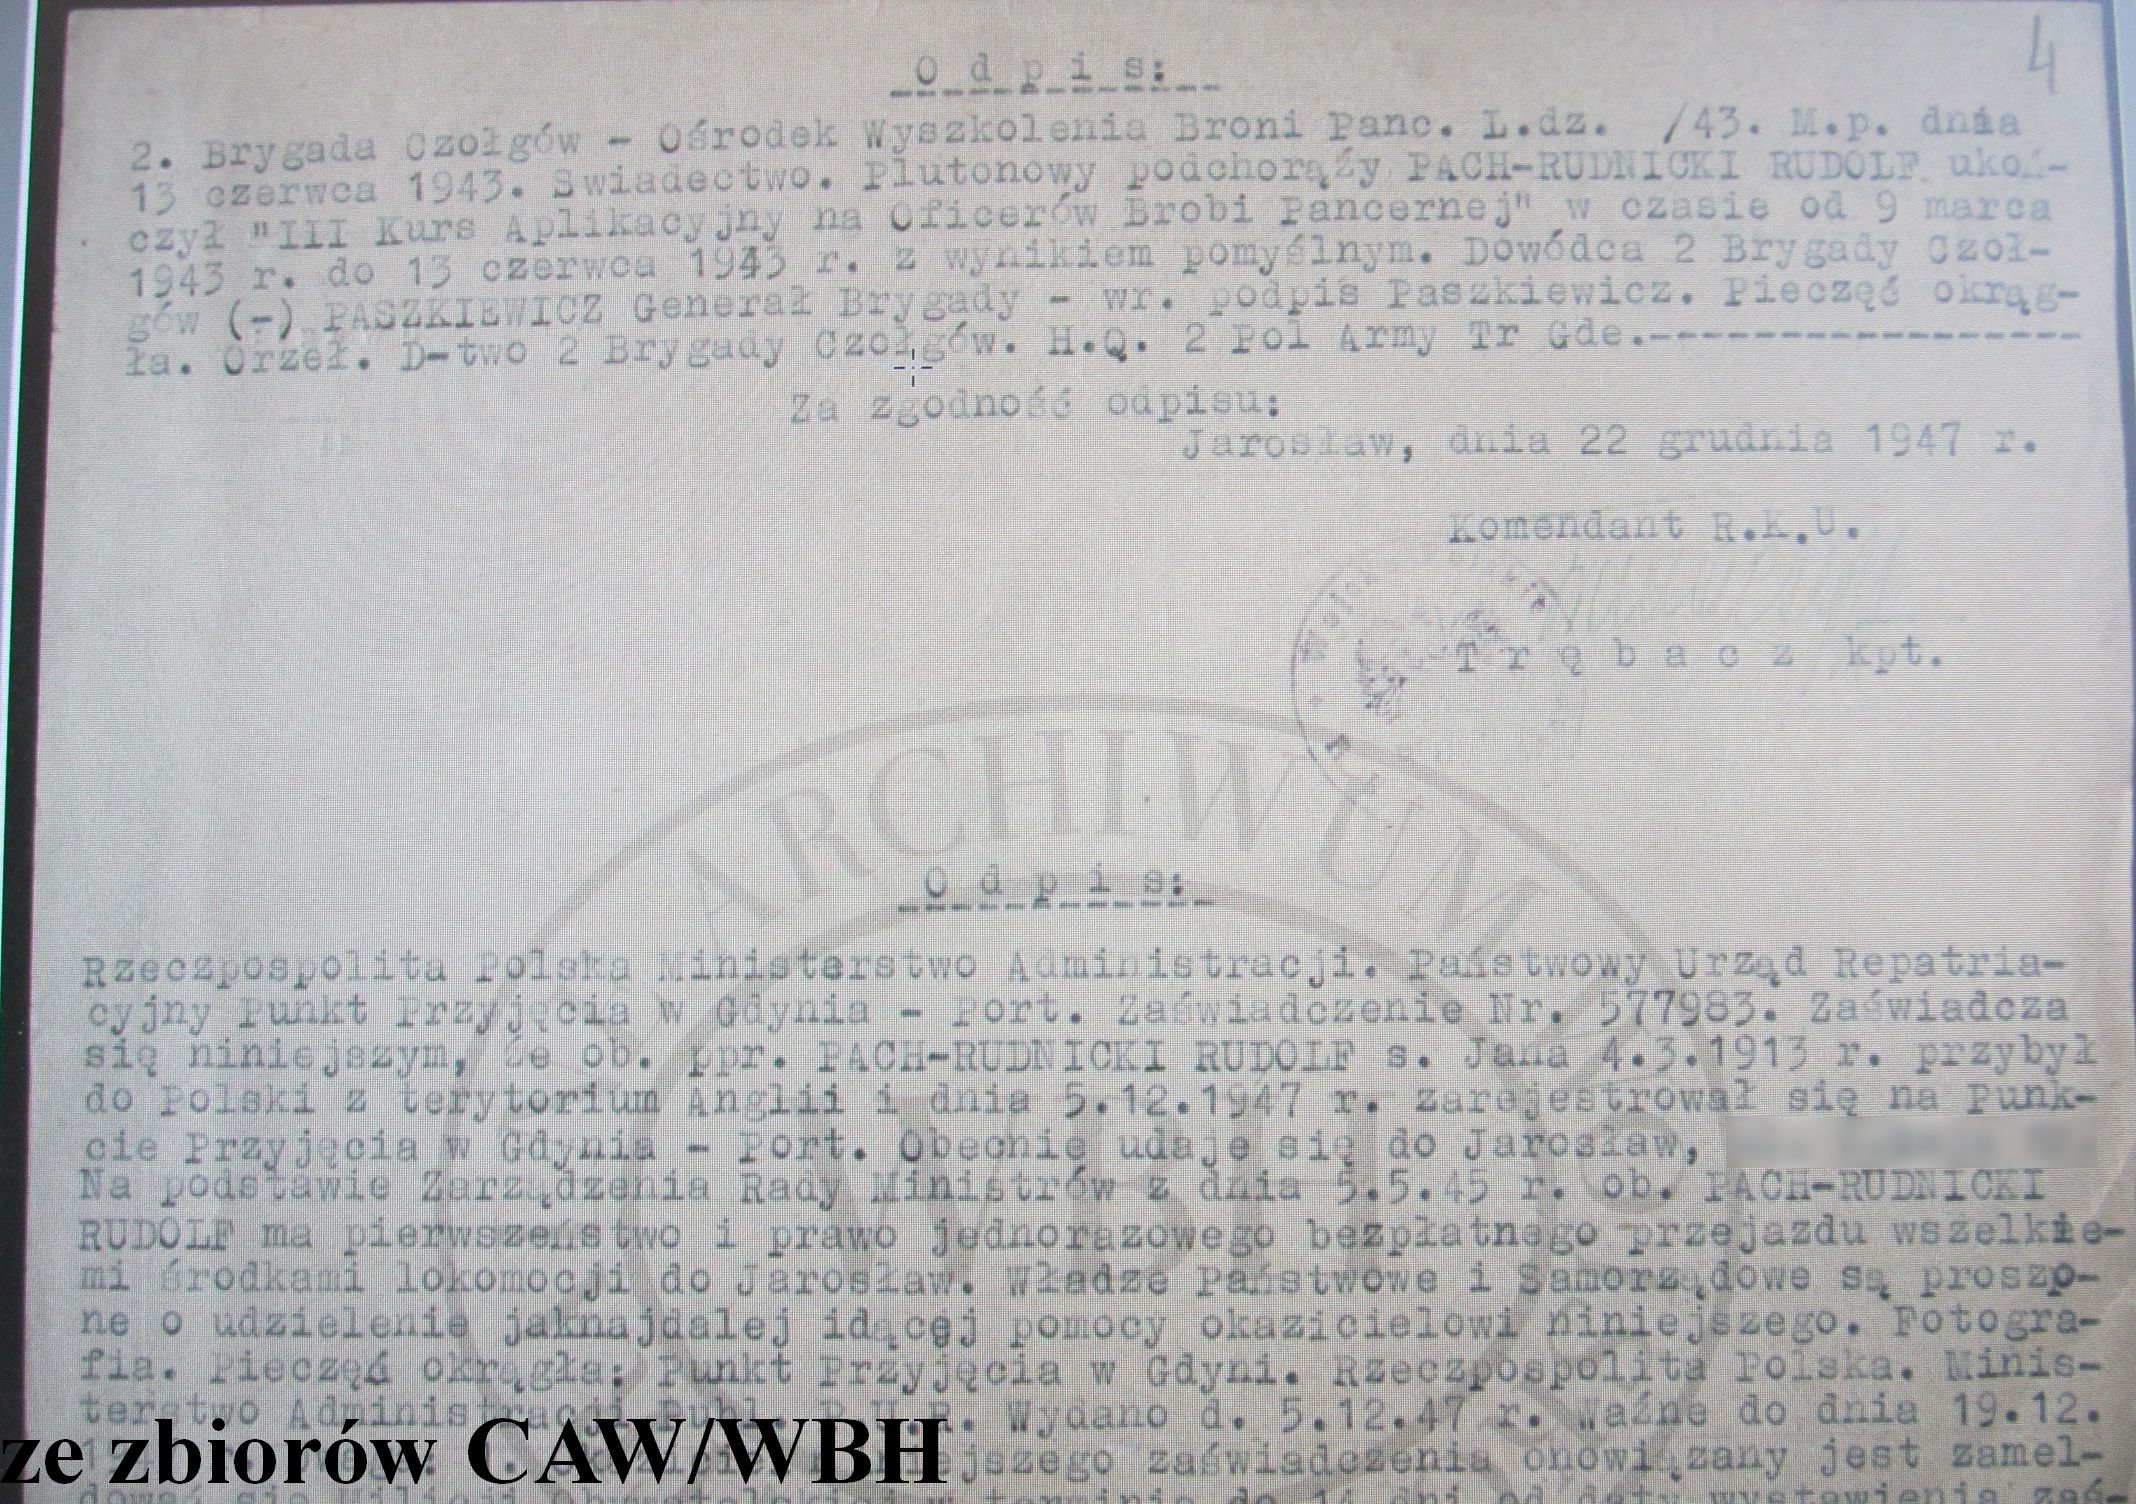 4
O d p i s:
2. Brygada Czołgów - Ośrodek Wyszkolenia Broni Panc. L.dz. /43. M.p. dnia
13 czerwca 1943. Swiadectwo. Plutonowy podchorąży PACH-RUDNICKI RUDOLF ukoń-
czył "III Kurs Aplikacyjny na Oficerów Brobi Pancernej" w czasie od 9 marca
1943 r. do 13 czerwca 1943 r. z wynikiem pomyślnym. Dowódca 2 Brygady Czoł-
gów (-) PASZKIEWICZ Generał Brygady - wr. podpis Paszkiewicz. Pieczęć okrąg-
ła. Orzeł. D-two 2 Brygady Czołgów. H.Q. 2 Pol Army Tr Gde.-----------------
Za zgodność odpisu:
Jarosław, dnia 22 grudnia 1947 r.
Komendant R.K.U.
T r ę b a c z kpt.
ARCHIWUM
O d p i s:
Rzeczpospolita Polska Ministerstwo Administracji. Państwowy Urząd Repatria-
cyjny Punkt Przyjęcia w Gdynia - Port. Zaświadczenie Nr. 577983. Zaświadcza
się niniejszym, że ob. ppr. PACH-RUDNICKI RUDOLF s. Jana 4.3.1913 r. przybył
do Polski z terytorium Anglii i dnia 5.12.1947 r. zarejestrował się na Punk-
cie Przyjęcia w Gdynia - Port. Obecnie udaje się do Jarosław,
Na podstawie Zarządzenia Rady Ministrów z dnia 5.5.45 r. ob. PACH-RUDNICKI
RUDOLF ma pierwszeństwo i prawo jednorazowego bezpłatnego przejazdu wszelkie-
mi środkami lokomocji do Jarosław. Władze Państwowe i Samorządowe są proszo-
ne o udzielenie jaknajdalej idącej pomocy okazicielowi niniejszego. Fotogra-
fia. Pieczęć okrągła: Punkt Przyjęcia w Gdyni. Rzeczpospolita Polska. Minis-
terstwo Administracji Publ. P.U.R. Wydano d. 5.12.47 r. Ważne do dnia 19.12.
zaświadczenia obowiązany jest zamel-
ze zbiorów CAW/WBH